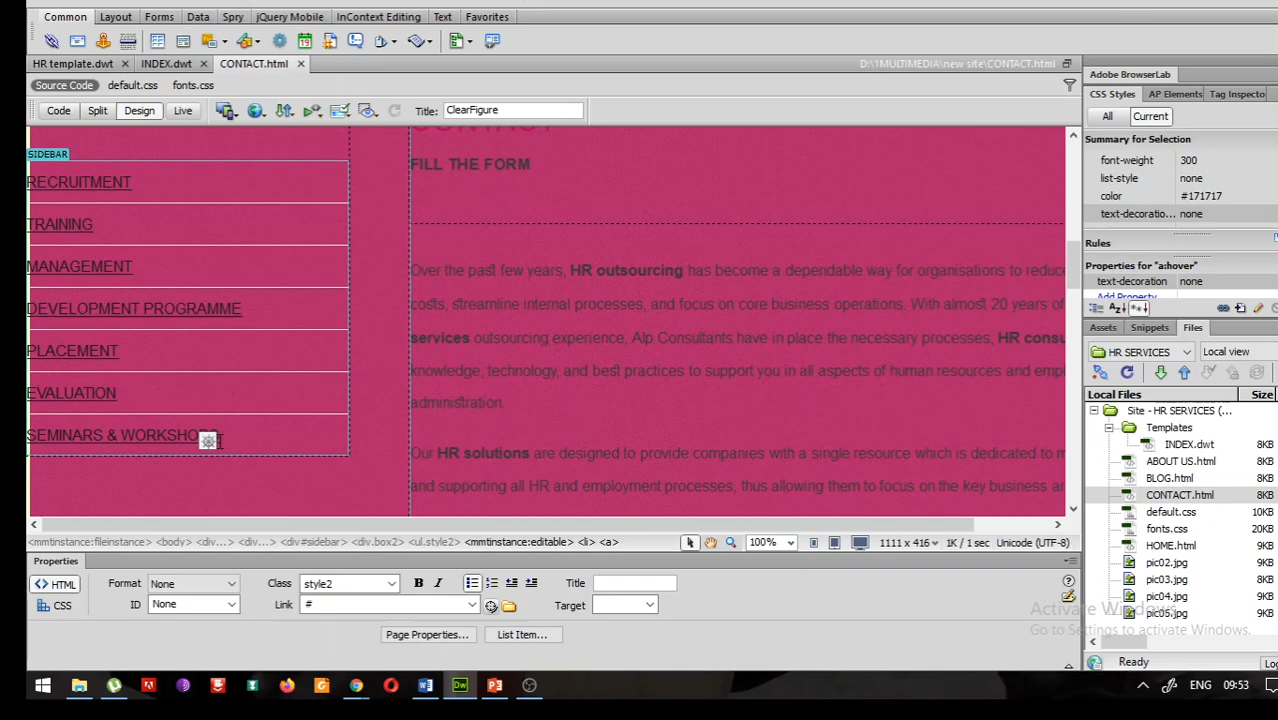 Common Layout Forms Data Spry jQuery Mobile InContext Editing Text Favorites
HR template.dwt INDEX.dwt CONTACT.html D:\1MULTIMEDIA\new site\CONTACT.html
Source Code default.css fonts.css
Code Split Design Live Title: ClearFigure
CONTACT
FILL THE FORM
SIDEBAR
RECRUITMENT
TRAINING
MANAGEMENT
DEVELOPMENT PROGRAMME
PLACEMENT
EVALUATION
SEMINARS & WORKSHOPS
Over the past few years, HR outsourcing has become a dependable way for organisations to reduce
costs, streamline internal processes, and focus on core business operations. With almost 20 years of
services outsourcing experience, Alp Consultants have in place the necessary processes, HR consu
knowledge, technology, and best practices to support you in all aspects of human resources and emp
administration.
Our HR solutions are designed to provide companies with a single resource which is dedicated to m
and supporting all HR and employment processes, thus allowing them to focus on the key business a
<mmtinstance:fileinstance> <body> <div...> <div...> <div#sidebar> <div.box2> <ul.style2> <mmtinstance:editable> <li> <a>
100% 1111 x 416 1K / 1 sec Unicode (UTF-8)
Properties
HTML Format None Class style2 B I Title
CSS ID None Link # Target
Page Properties... List Item...
Adobe BrowserLab
CSS Styles AP Elements Tag Inspecto
All Current
Summary for Selection
font-weight 300
list-style none
color #171717
text-decoratio... none
Rules
Properties for "a:hover"
text-decoration none
Add Property
Assets Snippets Files
HR SERVICES Local view
Local Files Size
Site - HR SERVICES (...
Templates
INDEX.dwt 8KB
ABOUT US.html 8KB
BLOG.html 8KB
CONTACT.html 8KB
default.css 10KB
fonts.css 8KB
HOME.html 8KB
pic02.jpg 8KB
pic03.jpg 8KB
pic04.jpg 8KB
pic05.jpg 8KB
Activate Windows
Go to Settings to activate Windows.
Ready Log
ENG 09:53